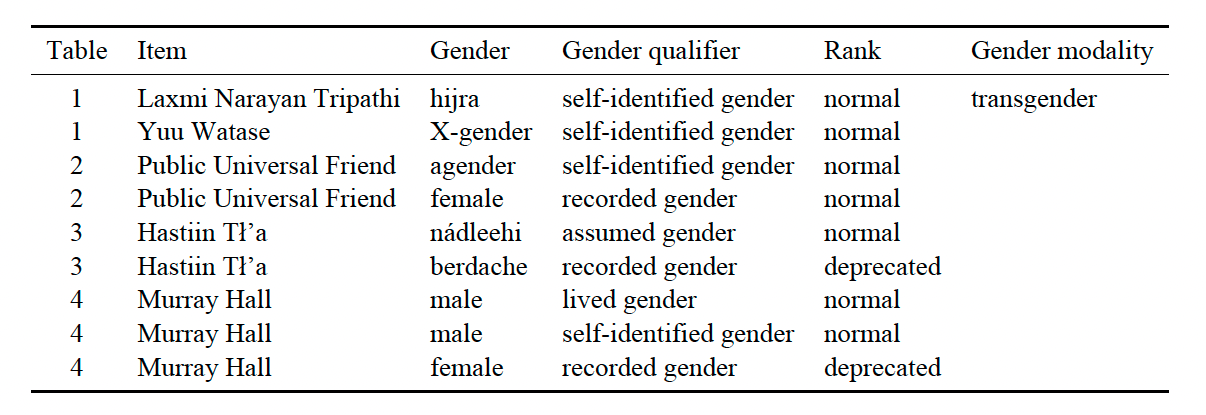 Table Item Gender Gender qualifier Rank Gender modality
1 Laxmi Narayan Tripathi hijra self-identified gender normal transgender
1 Yuu Watase X-gender self-identified gender normal
2 Public Universal Friend agender self-identified gender normal
2 Public Universal Friend female recorded gender normal
3 Hastiin Tł’a nádleehi assumed gender normal
3 Hastiin Tł’a berdache recorded gender deprecated
4 Murray Hall male lived gender normal
4 Murray Hall male self-identified gender normal
4 Murray Hall female recorded gender deprecated